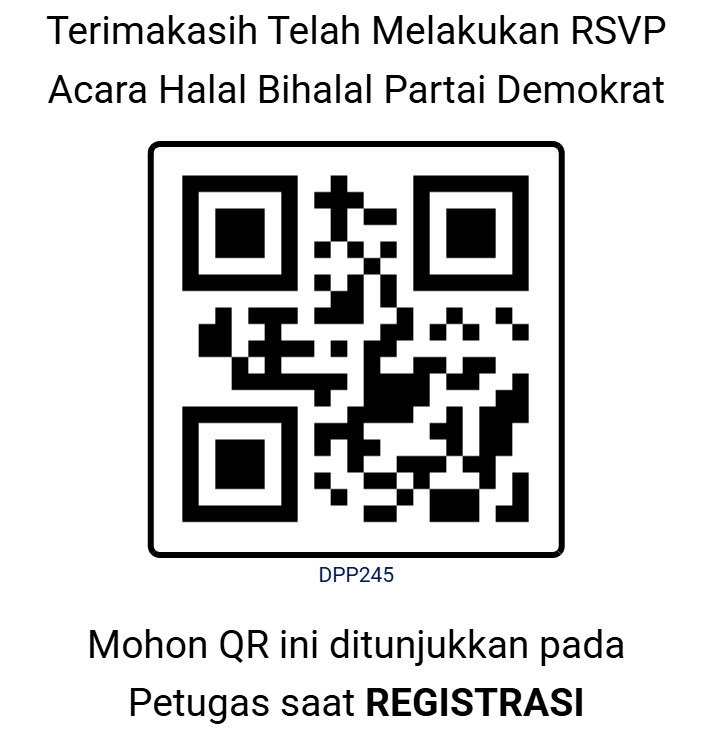 Terimakasih Telah Melakukan RSVP
Acara Halal Bihalal Partai Demokrat
DPP245
Mohon QR ini ditunjukkan pada
Petugas saat REGISTRASI